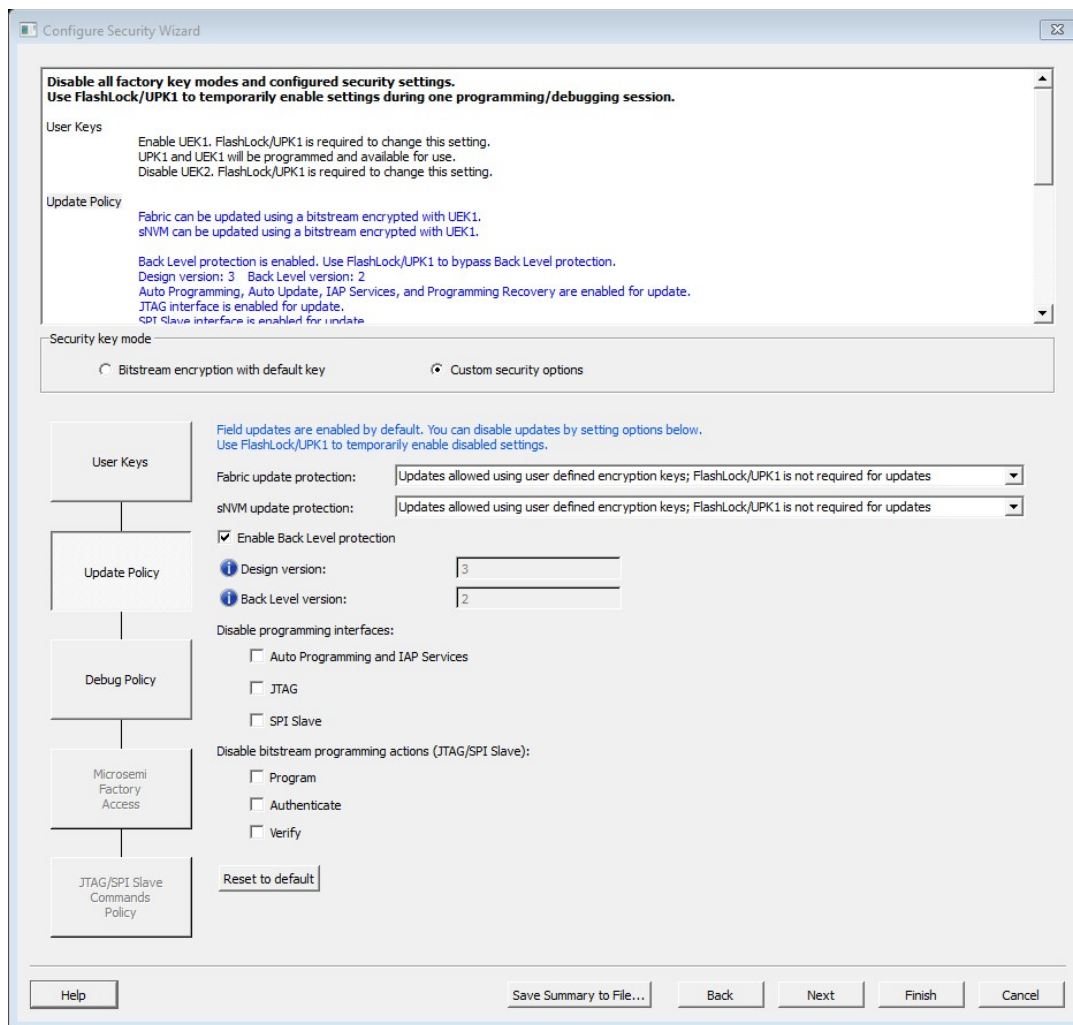 Configure Security Wizard
Disable all factory key modes and configured security settings.
Use FlashLock/UPK1 to temporarily enable settings during one programming/debugging session.
User Keys
Enable UEK1. FlashLock/UPK1 is required to change this setting.
UPK1 and UEK1 will be programmed and available for use.
Disable UEK2. FlashLock/UPK1 is required to change this setting.
Update Policy
Fabric can be updated using a bitstream encrypted with UEK1.
sNVM can be updated using a bitstream encrypted with UEK1.
Back Level protection is enabled. Use FlashLock/UPK1 to bypass Back Level protection.
Design version: 3 Back Level version: 2
Auto Programming, Auto Update, IAP Services, and Programming Recovery are enabled for update.
JTAG interface is enabled for update.
SPI Slave interface is enabled for update
Security key mode
Bitstream encryption with default key
Custom security options
Field updates are enabled by default. You can disable updates by setting options below.
Use FlashLock/UPK1 to temporarily enable disabled settings.
User Keys
Fabric update protection: Updates allowed using user defined encryption keys; FlashLock/UPK1 is not required for updates
sNVM update protection: Updates allowed using user defined encryption keys; FlashLock/UPK1 is not required for updates
Enable Back Level protection
Update Policy
Design version: 3
Back Level version: 2
Disable programming interfaces:
Auto Programming and IAP Services
Debug Policy
JTAG
SPI Slave
Disable bitstream programming actions (JTAG/SPI Slave):
Microsemi
Factory
Access
Program
Authenticate
Verify
JTAG/SPI Slave
Commands
Policy
Reset to default
Help
Save Summary to File...
Back
Next
Finish
Cancel